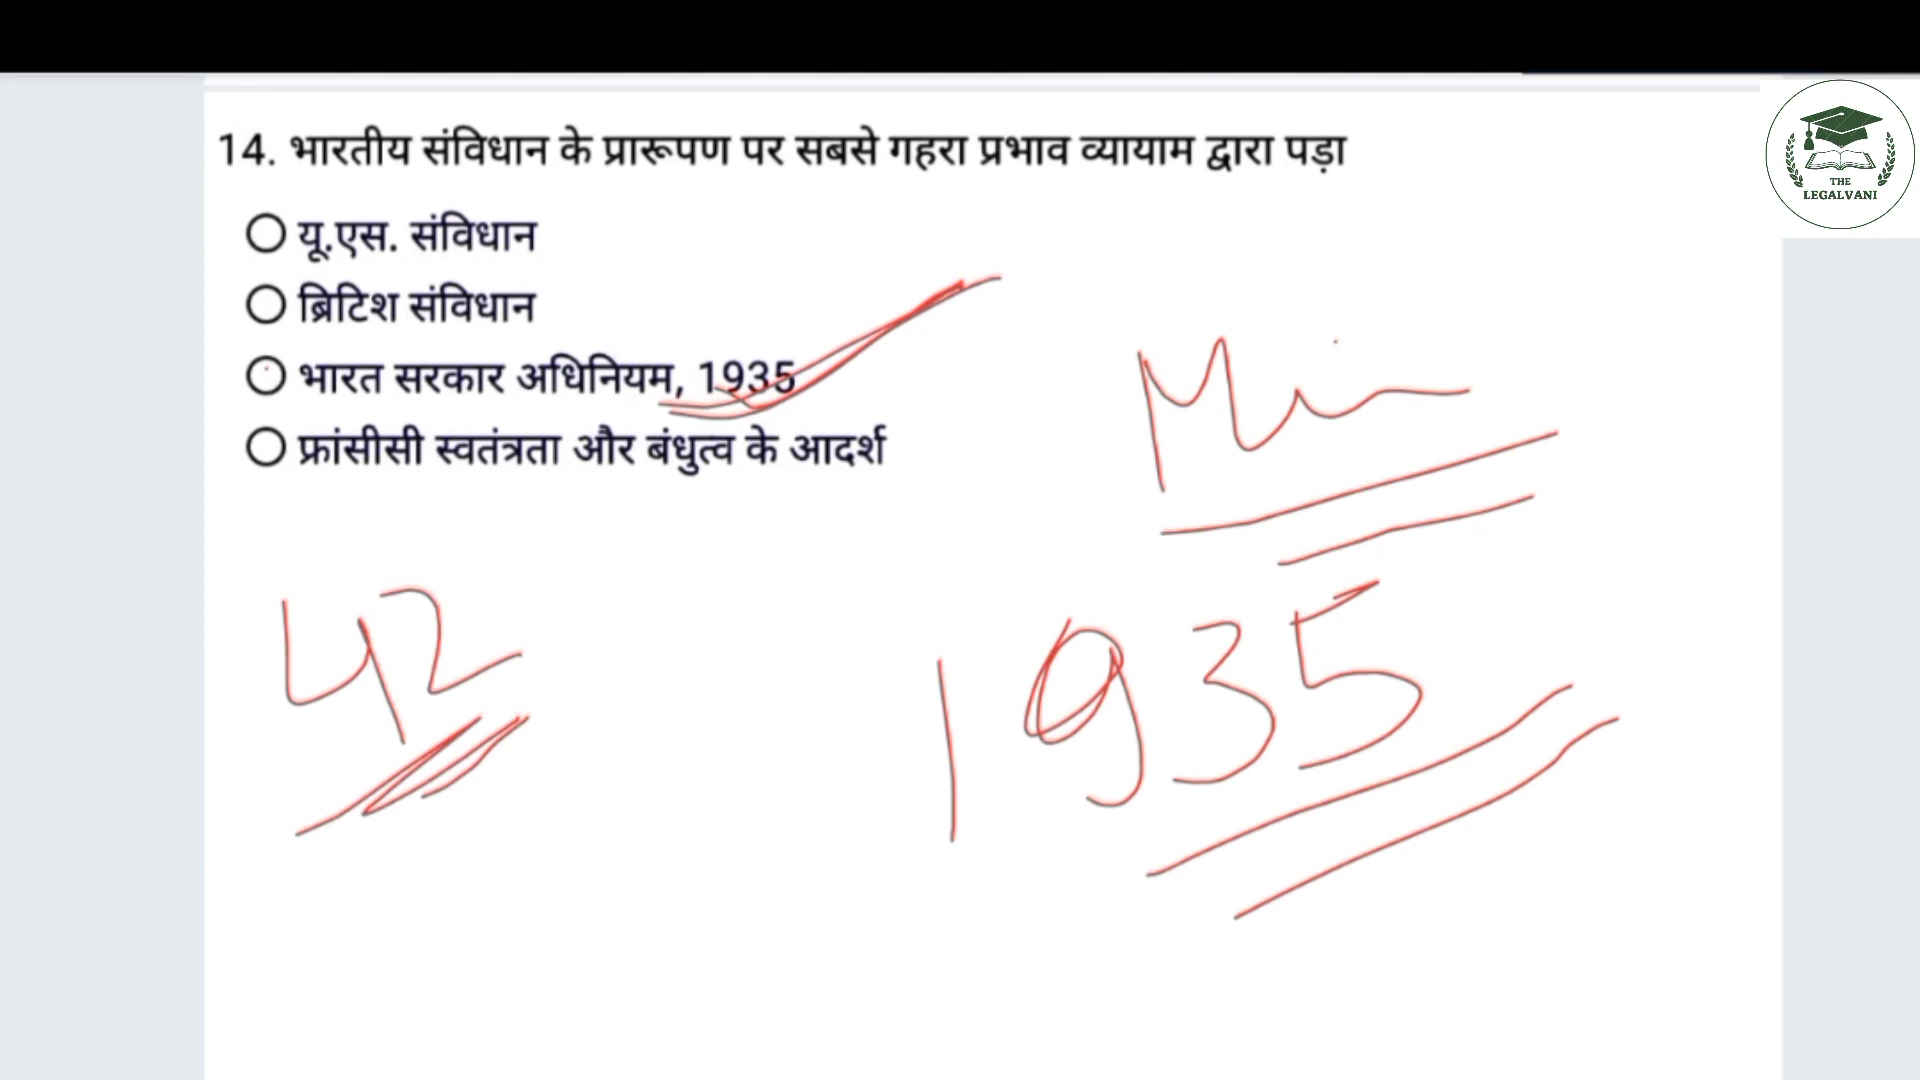 14. भारतीय संविधान के प्रारूपण पर सबसे गहरा प्रभाव व्यायाम द्वारा पड़ा
यू.एस. संविधान
ब्रिटिश संविधान
भारत सरकार अधिनियम, 1935
फ्रांसीसी स्वतंत्रता और बंधुत्व के आदर्श
42
1935
THE
LEGALVANI